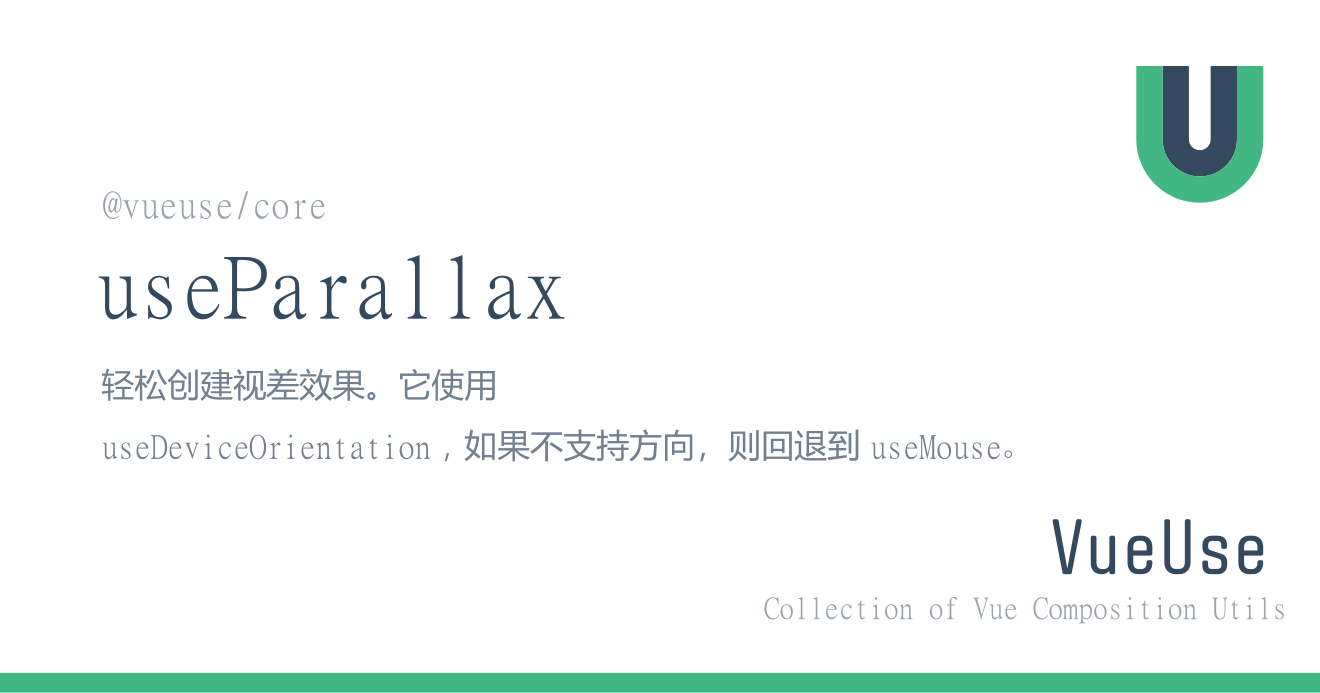 @vueuse/core
useParallax
轻松创建视差效果。它使用
useDeviceOrientation，如果不支持方向，则回退到 useMouse。
VueUse
Collection of Vue Composition Utils